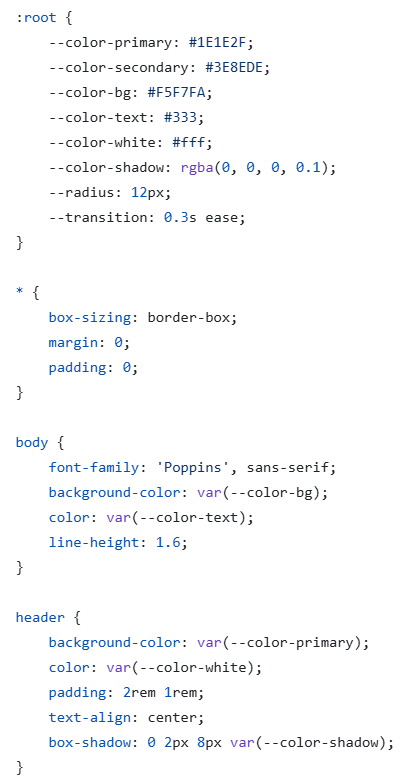 :root {
    --color-primary: #1E1E2F;
    --color-secondary: #3E8EDE;
    --color-bg: #F5F7FA;
    --color-text: #333;
    --color-white: #fff;
    --color-shadow: rgba(0, 0, 0, 0.1);
    --radius: 12px;
    --transition: 0.3s ease;
}

* {
    box-sizing: border-box;
    margin: 0;
    padding: 0;
}

body {
    font-family: 'Poppins', sans-serif;
    background-color: var(--color-bg);
    color: var(--color-text);
    line-height: 1.6;
}

header {
    background-color: var(--color-primary);
    color: var(--color-white);
    padding: 2rem 1rem;
    text-align: center;
    box-shadow: 0 2px 8px var(--color-shadow);
}